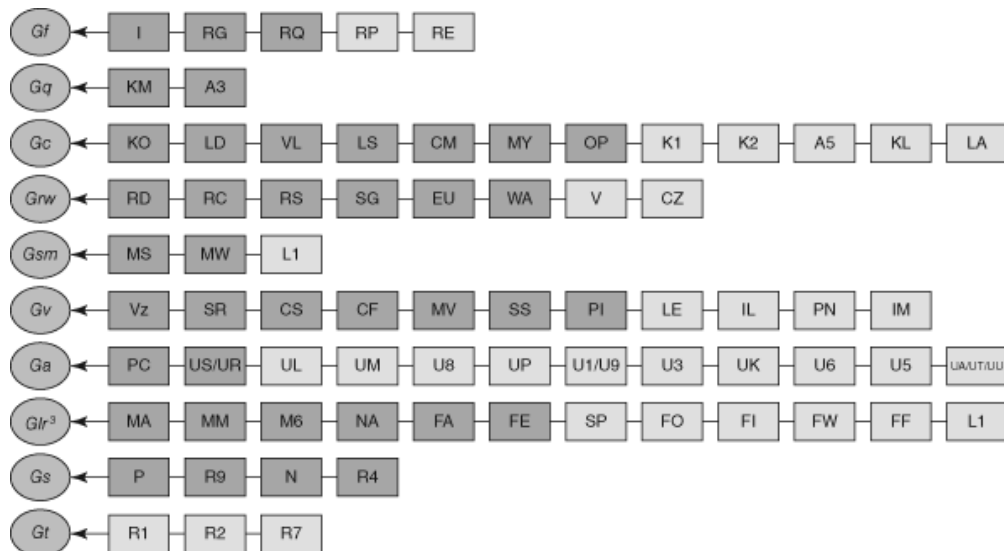 Gf I RG RQ RP RE
Gq KM A3
Gc KO LD VL LS CM MY OP K1 K2 A5 KL LA
Grw RD RC RS SG EU WA V CZ
Gsm MS MW L1
Gv Vz SR CS CF MV SS PI LE IL PN IM
Ga PC US/UR UL UM U8 UP U1/U9 U3 UK U6 U5 UA/UT/UU
Glr³ MA MM M6 NA FA FE SP FO FI FW FF L1
Gs P R9 N R4
Gt R1 R2 R7